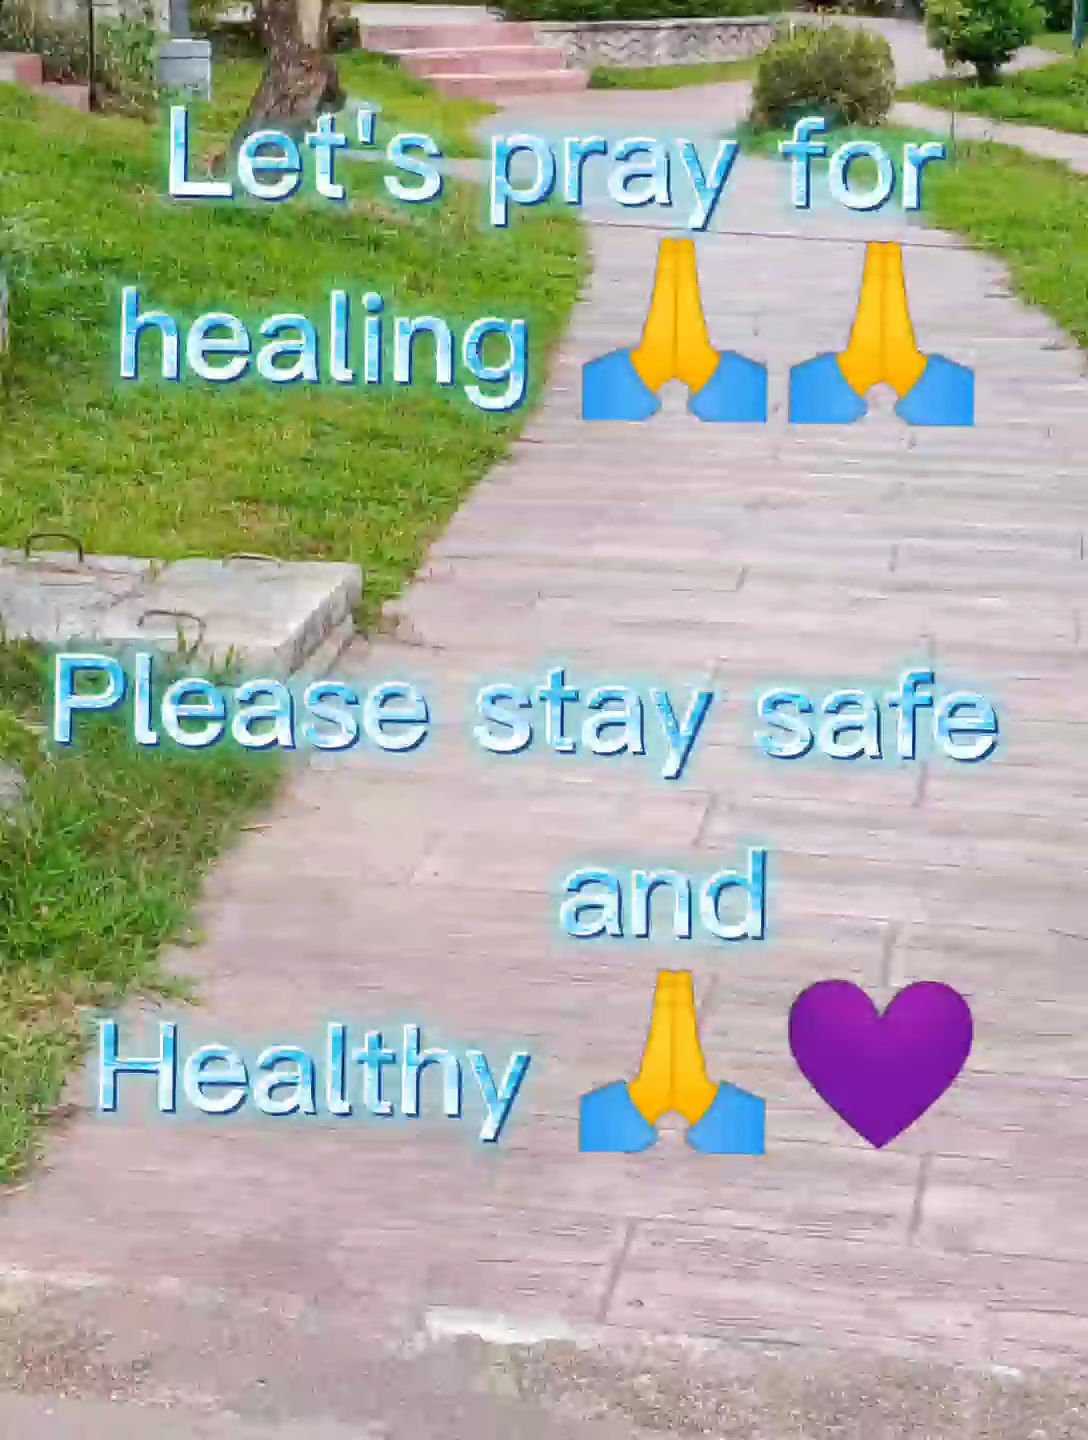 Let's pray for
healing 🙏🙏
Please stay safe
and
Healthy 🙏💜